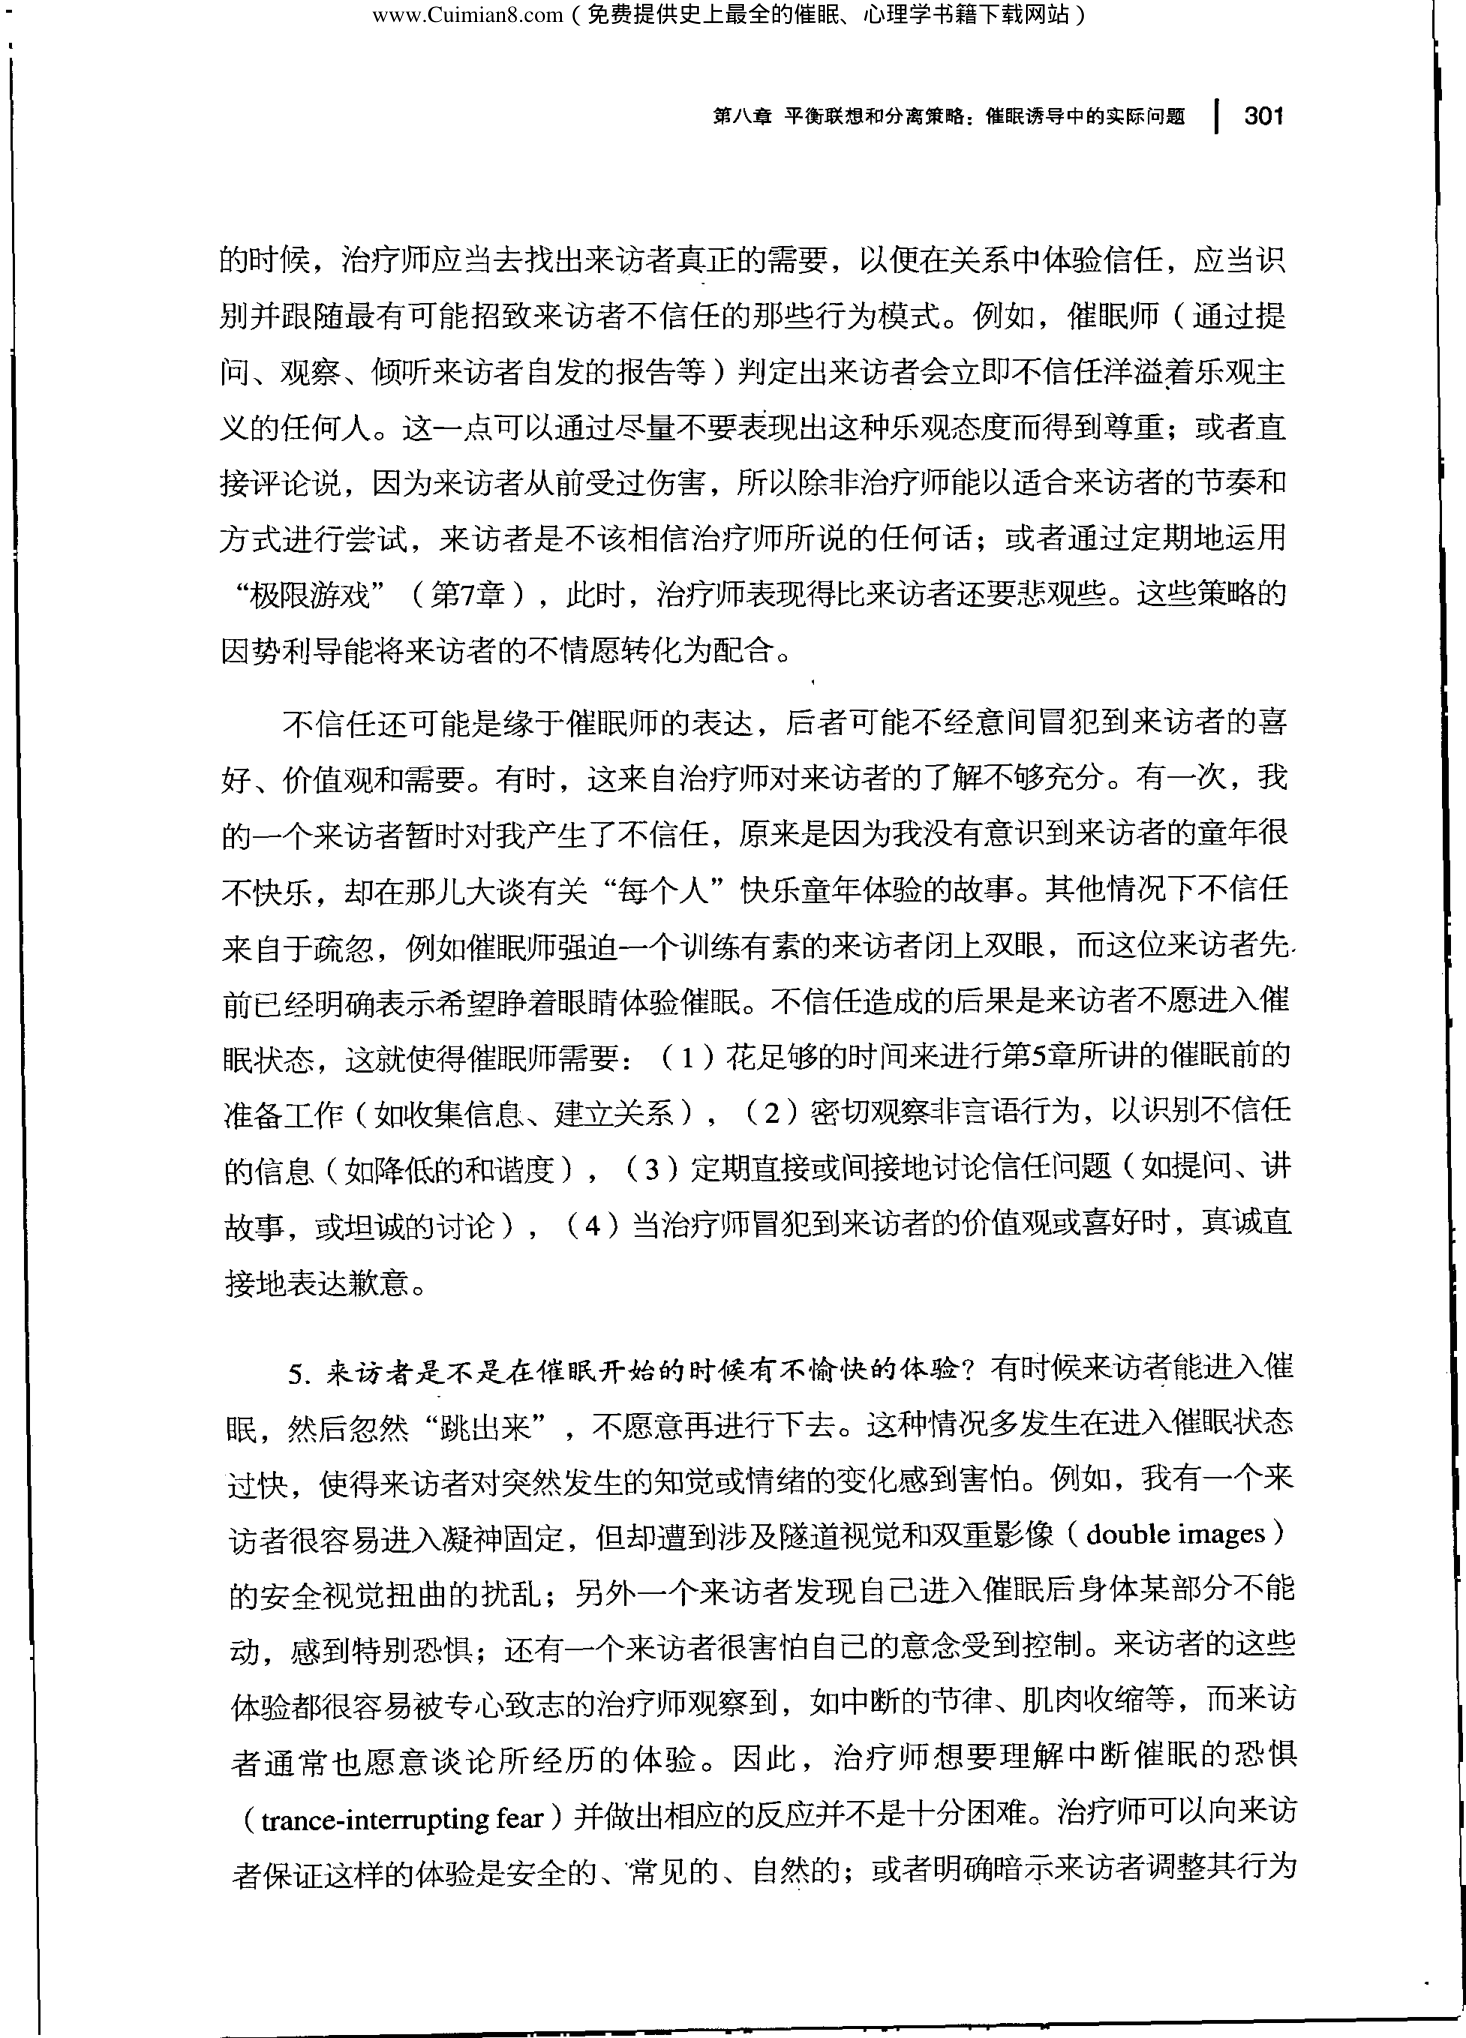 www.Cuimian8.com（免费提供史上最全的催眠、心理学书籍下载网站）
第八章 平衡联想和分离策略：催眠诱导中的实际问题 301
的时候，治疗师应当去找出来访者真正的需要，以便在关系中体验信任，应当识
别并跟随最有可能招致来访者不信任的那些行为模式。例如，催眠师（通过提
问、观察、倾听来访者自发的报告等）判定出来访者会立即不信任洋溢着乐观主
义的任何人。这一点可以通过尽量不要表现出这种乐观态度而得到尊重；或者直
接评论说，因为来访者从前受过伤害，所以除非治疗师能以适合来访者的节奏和
方式进行尝试，来访者是不该相信治疗师所说的任何话；或者通过定期地运用
“极限游戏”（第7章），此时，治疗师表现得比来访者还要悲观些。这些策略的
因势利导能将来访者的不情愿转化为配合。
不信任还可能是缘于催眠师的表达，后者可能不经意间冒犯到来访者的喜
好、价值观和需要。有时，这来自治疗师对来访者的了解不够充分。有一次，我
的一个来访者暂时对我产生了不信任，原来是因为我没有意识到来访者的童年很
不快乐，却在那儿大谈有关“每个人”快乐童年体验的故事。其他情况下不信任
来自于疏忽，例如催眠师强迫一个训练有素的来访者闭上双眼，而这位来访者先
前已经明确表示希望睁着眼睛体验催眠。不信任造成的后果是来访者不愿进入催
眠状态，这就使得催眠师需要：（1）花足够的时间来进行第5章所讲的催眠前的
准备工作（如收集信息、建立关系），（2）密切观察非言语行为，以识别不信任
的信息（如降低的和谐度），（3）定期直接或间接地讨论信任问题（如提问、讲
故事，或坦诚的讨论），（4）当治疗师冒犯到来访者的价值观或喜好时，真诚直
接地表达歉意。
5. 来访者是不是在催眠开始的时候有不愉快的体验？有时候来访者能进入催
眠，然后忽然“跳出来”，不愿意再进行下去。这种情况多发生在进入催眠状态
过快，使得来访者对突然发生的知觉或情绪的变化感到害怕。例如，我有一个来
访者很容易进入凝神固定，但却遭到涉及隧道视觉和双重影像（double images）
的安全视觉扭曲的扰乱；另外一个来访者发现自己进入催眠后身体某部分不能
动，感到特别恐惧；还有一个来访者很害怕自己的意念受到控制。来访者的这些
体验都很容易被专心致志的治疗师观察到，如中断的节律、肌肉收缩等，而来访
者通常也愿意谈论所经历的体验。因此，治疗师想要理解中断催眠的恐惧
（trance-interrupting fear）并做出相应的反应并不是十分困难。治疗师可以向来访
者保证这样的体验是安全的、常见的、自然的；或者明确暗示来访者调整其行为